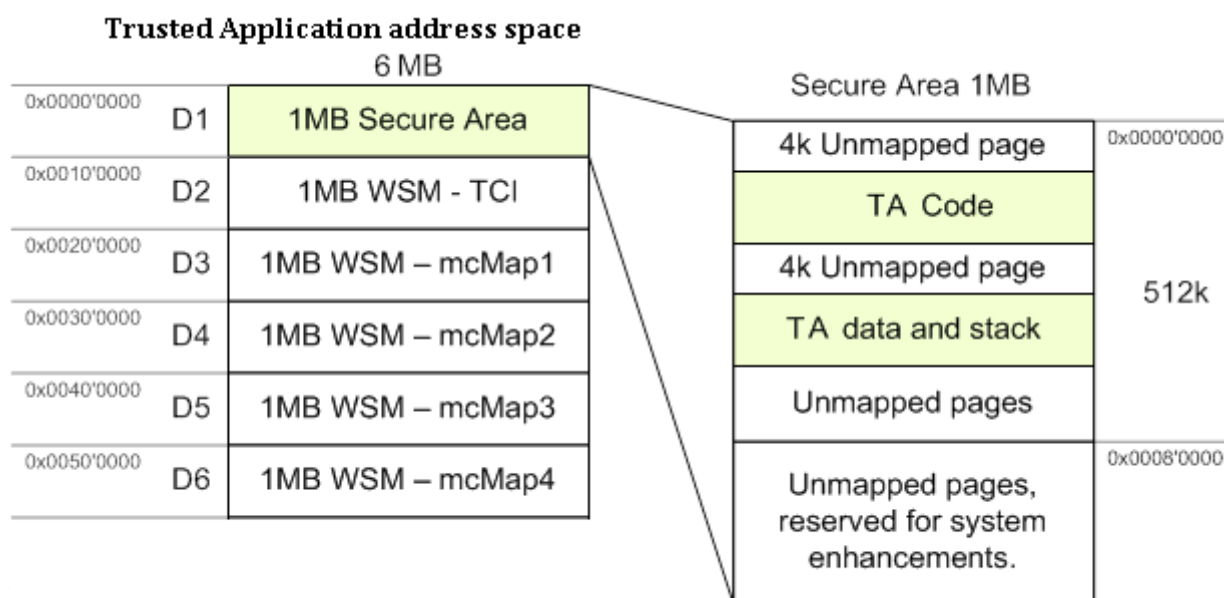 Trusted Application address space
6 MB
0x0000'0000
D1
1MB Secure Area
0x0010'0000
D2
1MB WSM - TCI
0x0020'0000
D3
1MB WSM – mcMap1
0x0030'0000
D4
1MB WSM – mcMap2
0x0040'0000
D5
1MB WSM – mcMap3
0x0050'0000
D6
1MB WSM – mcMap4
Secure Area 1MB
4k Unmapped page
0x0000'0000
TA Code
4k Unmapped page
512k
TA data and stack
Unmapped pages
0x0008'0000
Unmapped pages,
reserved for system
enhancements.